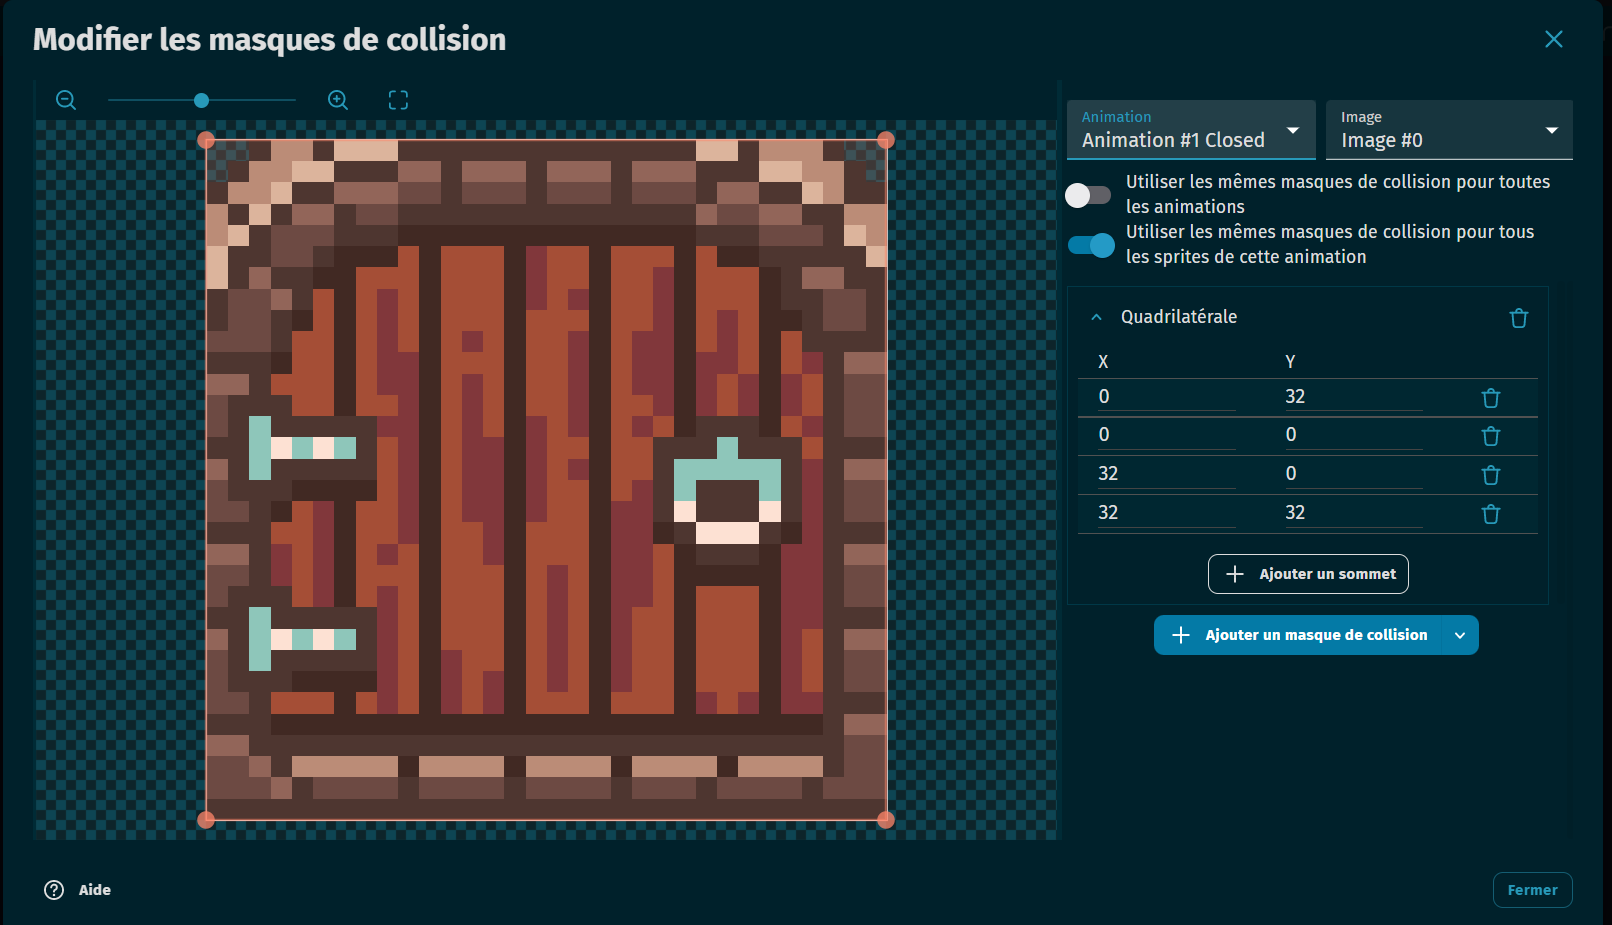 Modifier les masques de collision
Animation
Animation #1 Closed
Image
Image #0
Utiliser les mêmes masques de collision pour toutes
les animations
Utiliser les mêmes masques de collision pour tous
les sprites de cette animation
Quadrilatérale
X Y
0 32
0 0
32 0
32 32
Ajouter un sommet
Ajouter un masque de collision
Aide
Fermer